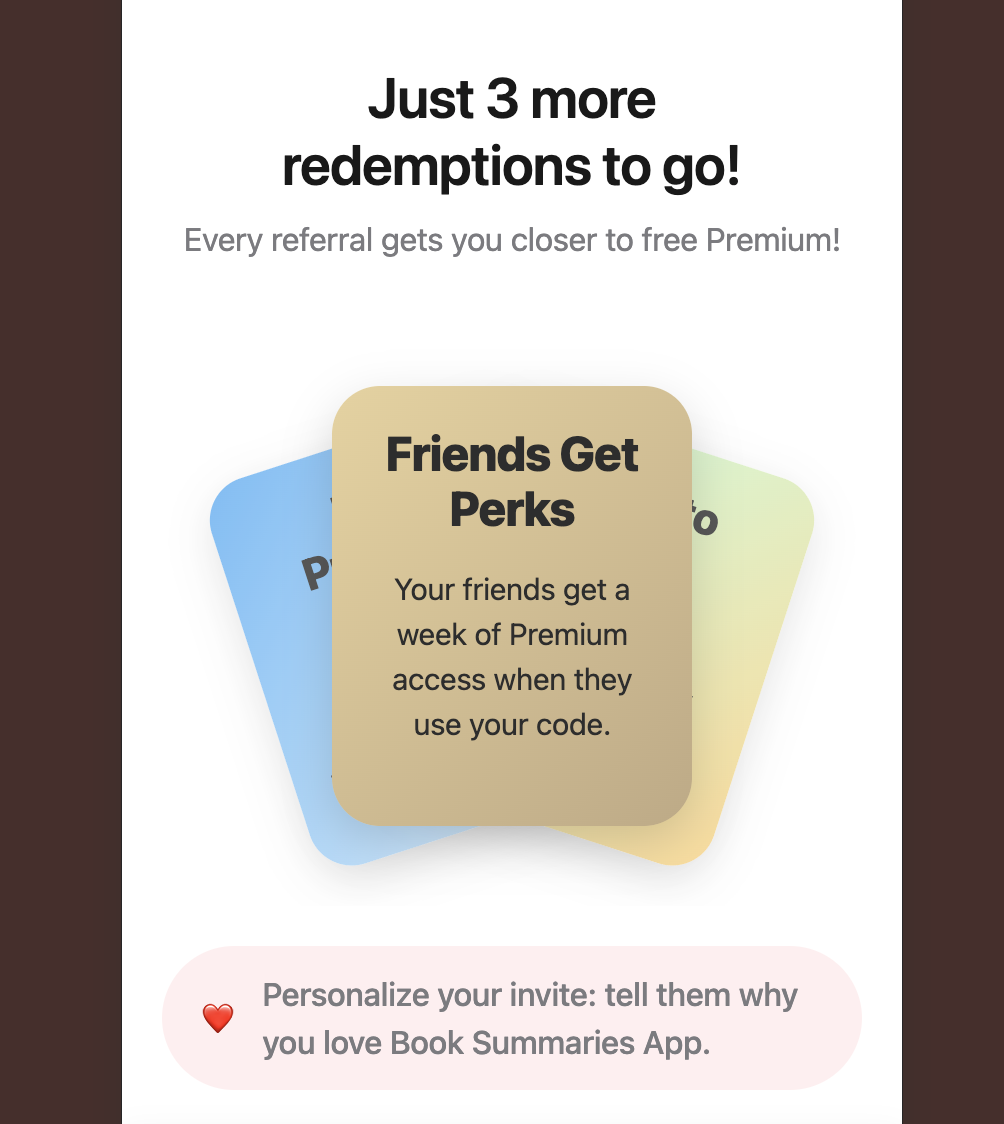 Just 3 more
redemptions to go!
Every referral gets you closer to free Premium!
Friends Get
Perks
Your friends get a
week of Premium
access when they
use your code.
❤️ Personalize your invite: tell them why
you love Book Summaries App.